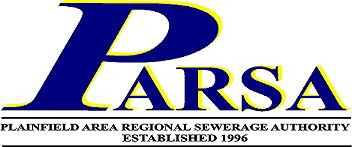 PARSA
PLAINFIELD AREA REGIONAL SEWERAGE AUTHORITY
ESTABLISHED 1996